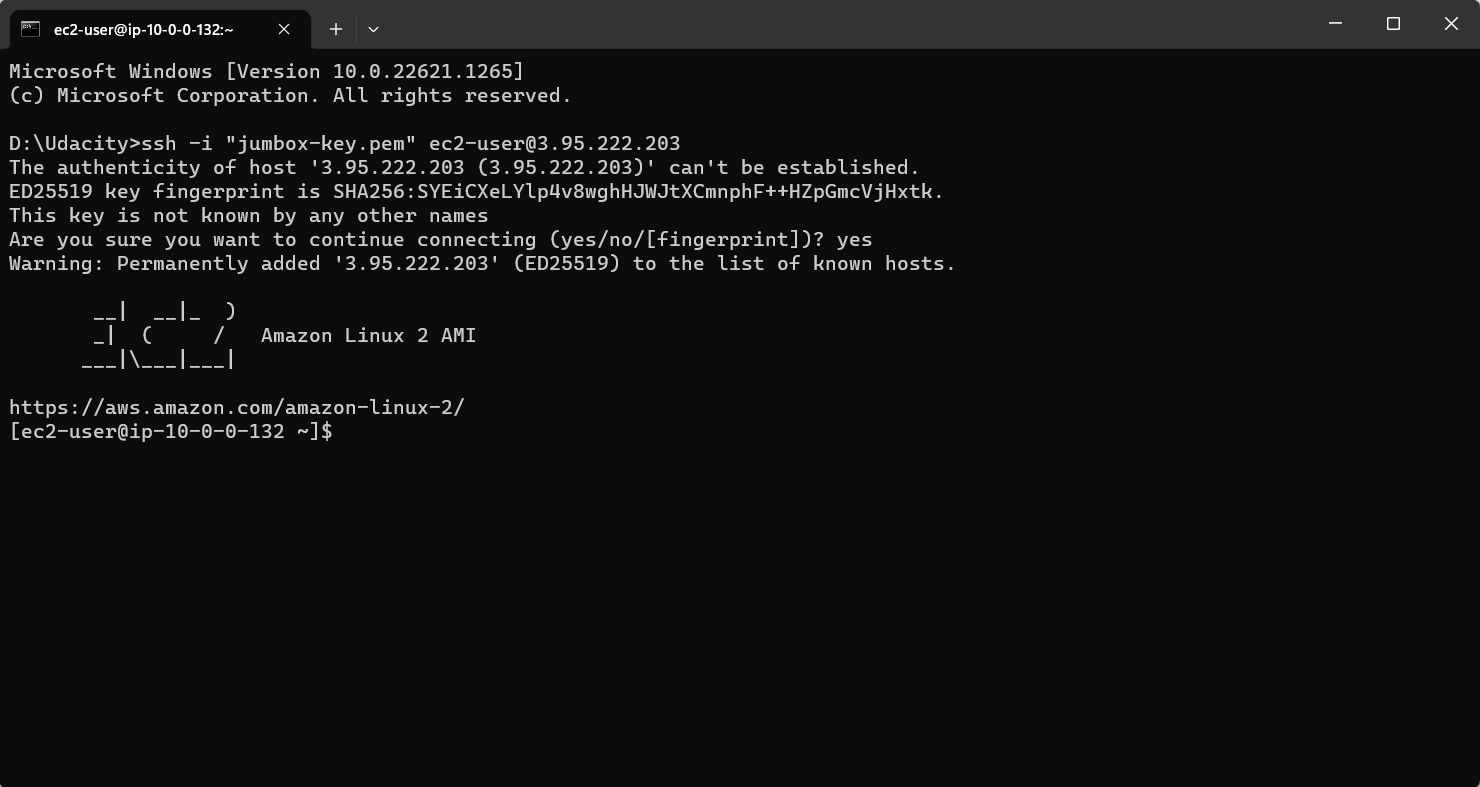 ec2-user@ip-10-0-0-132:~
Microsoft Windows [Version 10.0.22621.1265]
(c) Microsoft Corporation. All rights reserved.
D:\Udacity>ssh -i "jumbox-key.pem" ec2-user@3.95.222.203
The authenticity of host '3.95.222.203 (3.95.222.203)' can't be established.
ED25519 key fingerprint is SHA256:SYEiCXeLYlp4v8wghHJWJtXCmnphF++HZpGmcVjHxtk.
This key is not known by any other names
Are you sure you want to continue connecting (yes/no/[fingerprint])? yes
Warning: Permanently added '3.95.222.203' (ED25519) to the list of known hosts.
       __|  __|_  )
       _|  (     /   Amazon Linux 2 AMI
      ___|\___|___|
https://aws.amazon.com/amazon-linux-2/
[ec2-user@ip-10-0-0-132 ~]$